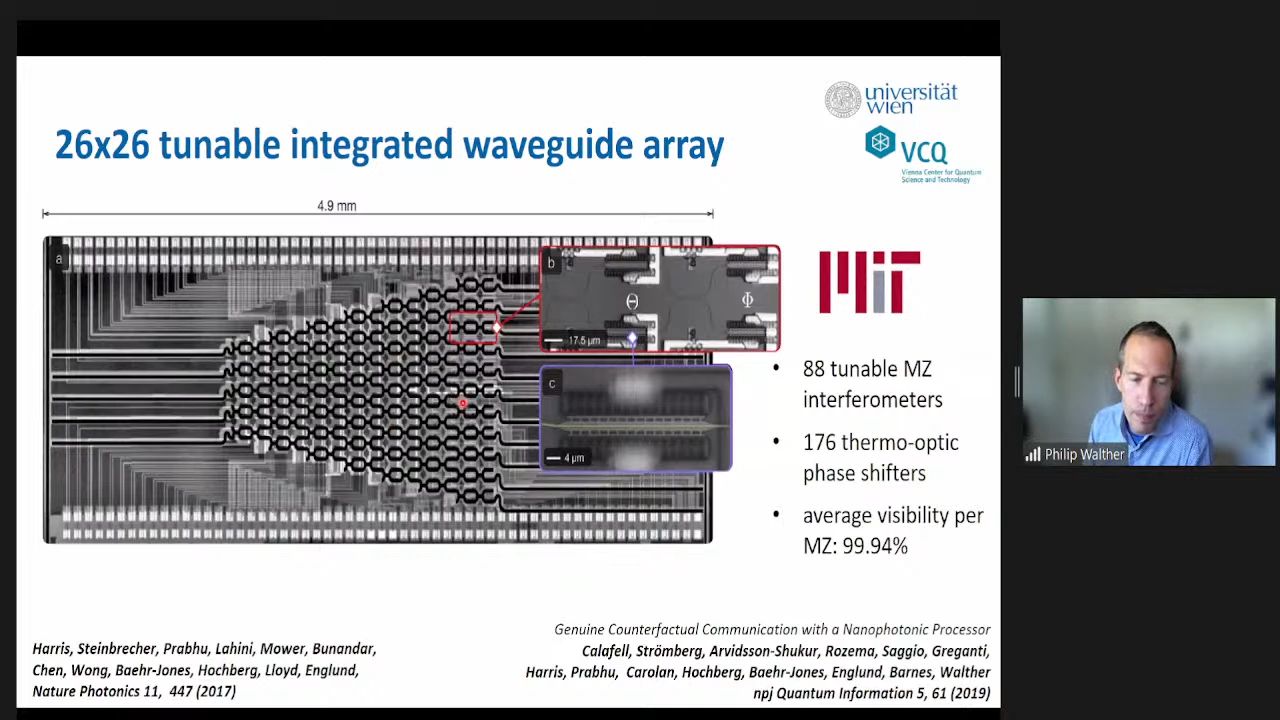 universität
wien
VCQ
Vienna Center for Quantum
Science and Technology
26x26 tunable integrated waveguide array
4.9 mm
a
b
Θ
Φ
17.5 μm
c
4 μm
MIT
• 88 tunable MZ
interferometers
• 176 thermo-optic
phase shifters
• average visibility per
MZ: 99.94%
Philip Walther
Harris, Steinbrecher, Prabhu, Lahini, Mower, Bunandar,
Chen, Wong, Baehr-Jones, Hochberg, Lloyd, Englund,
Nature Photonics 11, 447 (2017)
Genuine Counterfactual Communication with a Nanophotonic Processor
Calafell, Strömberg, Arvidsson-Shukur, Rozema, Saggio, Greganti,
Harris, Prabhu, Carolan, Hochberg, Baehr-Jones, Englund, Barnes, Walther
npj Quantum Information 5, 61 (2019)